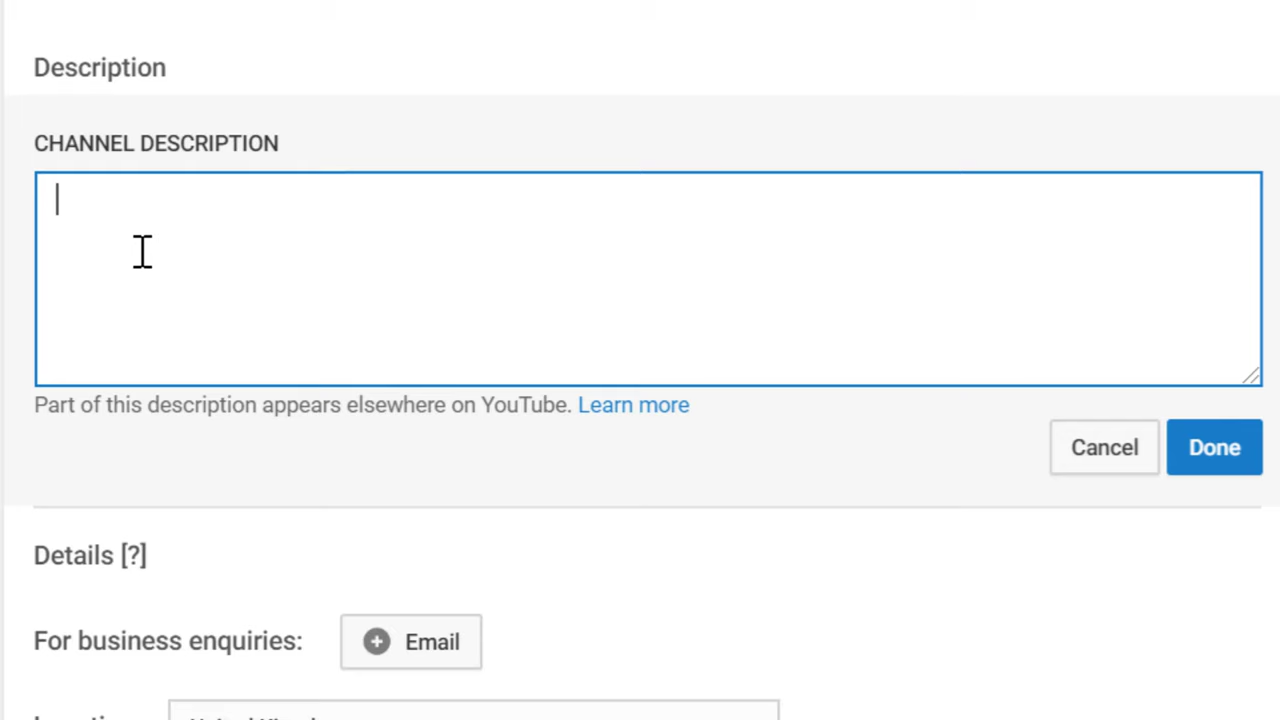 Description
CHANNEL DESCRIPTION
Part of this description appears elsewhere on YouTube. Learn more
Cancel Done
Details [?]
For business enquiries: Email